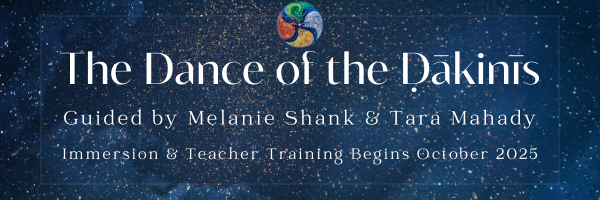 The Dance of the Ḍākinīs
Guided by Melanie Shank & Tara Mahady
Immersion & Teacher Training Begins October 2025